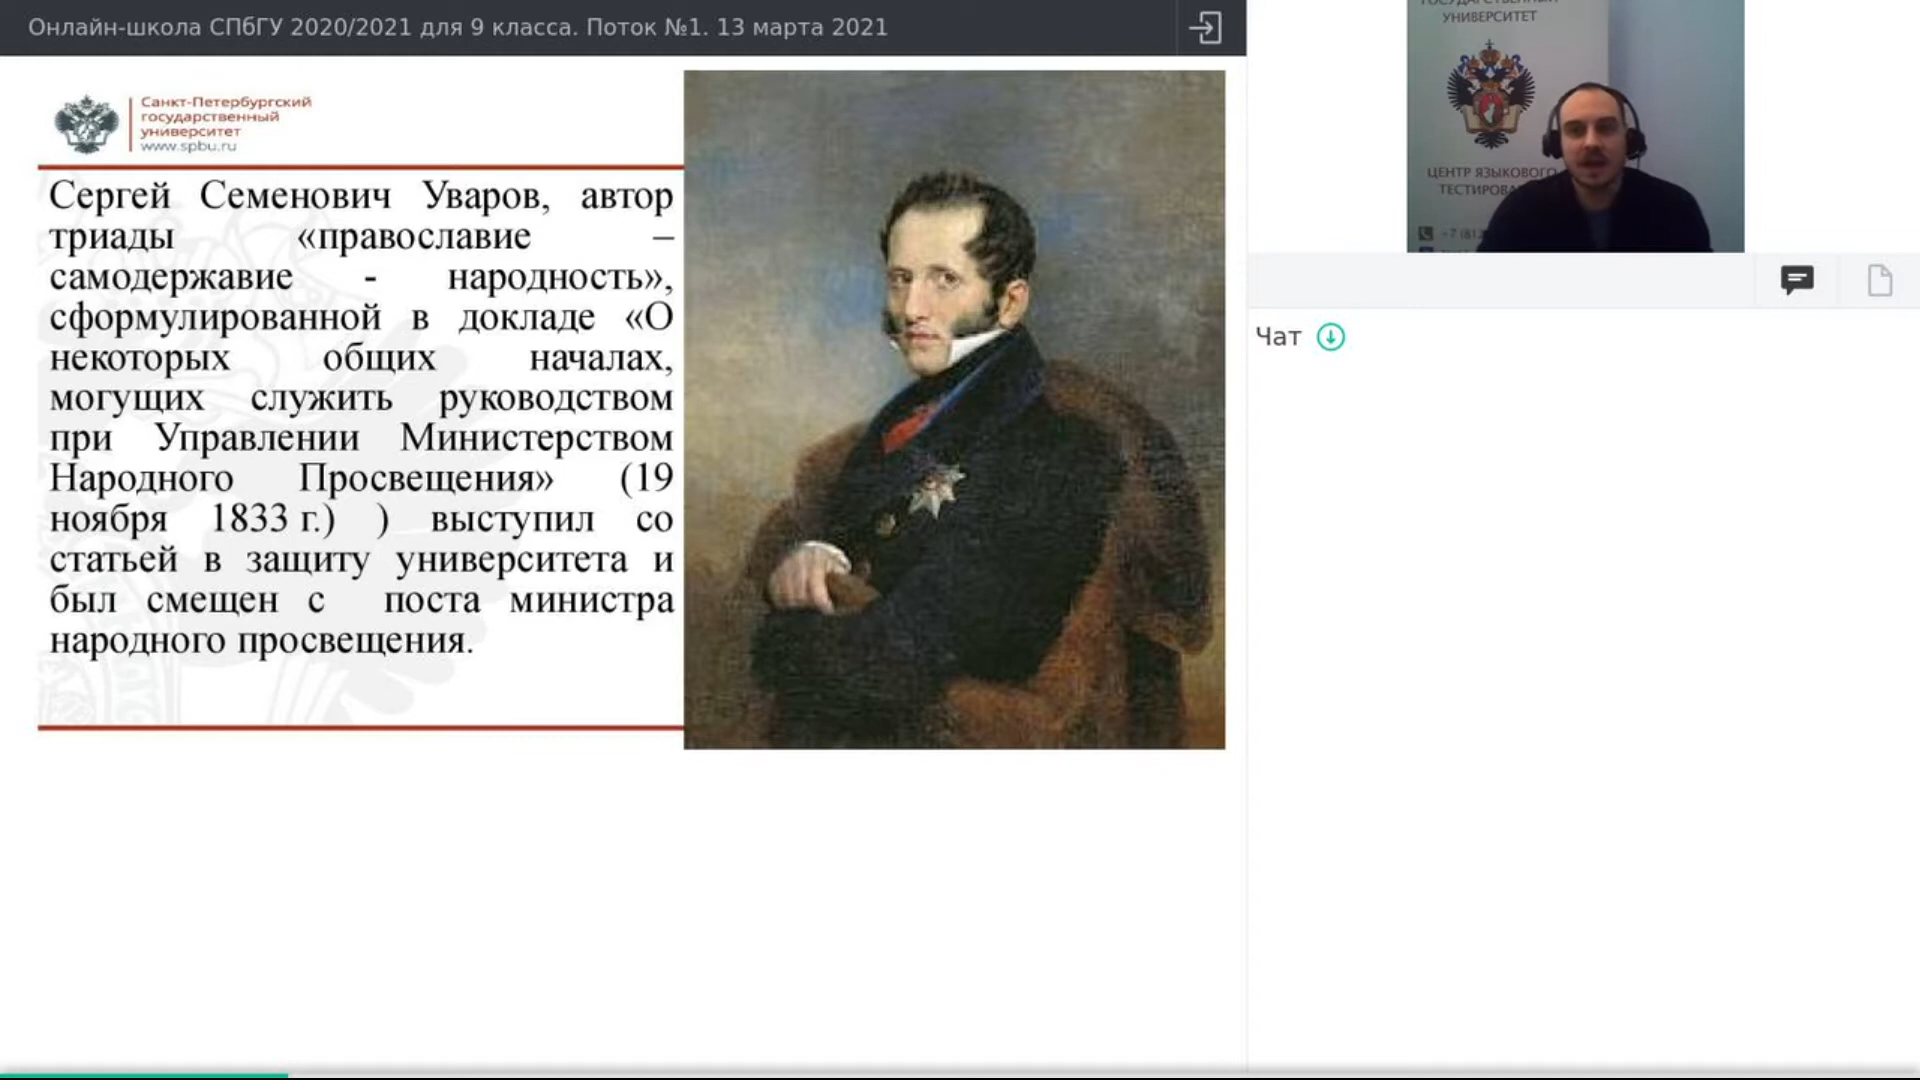 Онлайн-школа СПбГУ 2020/2021 для 9 класса. Поток №1. 13 марта 2021
Санкт-Петербургский
государственный
университет
www.spbu.ru
Сергей Семенович Уваров, автор
триады «православие –
самодержавие - народность»,
сформулированной в докладе «О
некоторых общих началах,
могущих служить руководством
при Управлении Министерством
Народного Просвещения» (19
ноября 1833 г.) ) выступил со
статьей в защиту университета и
был смещен с поста министра
народного просвещения.
УНИВЕРСИТЕТ
ЦЕНТР ЯЗЫКОВОГО
Чат